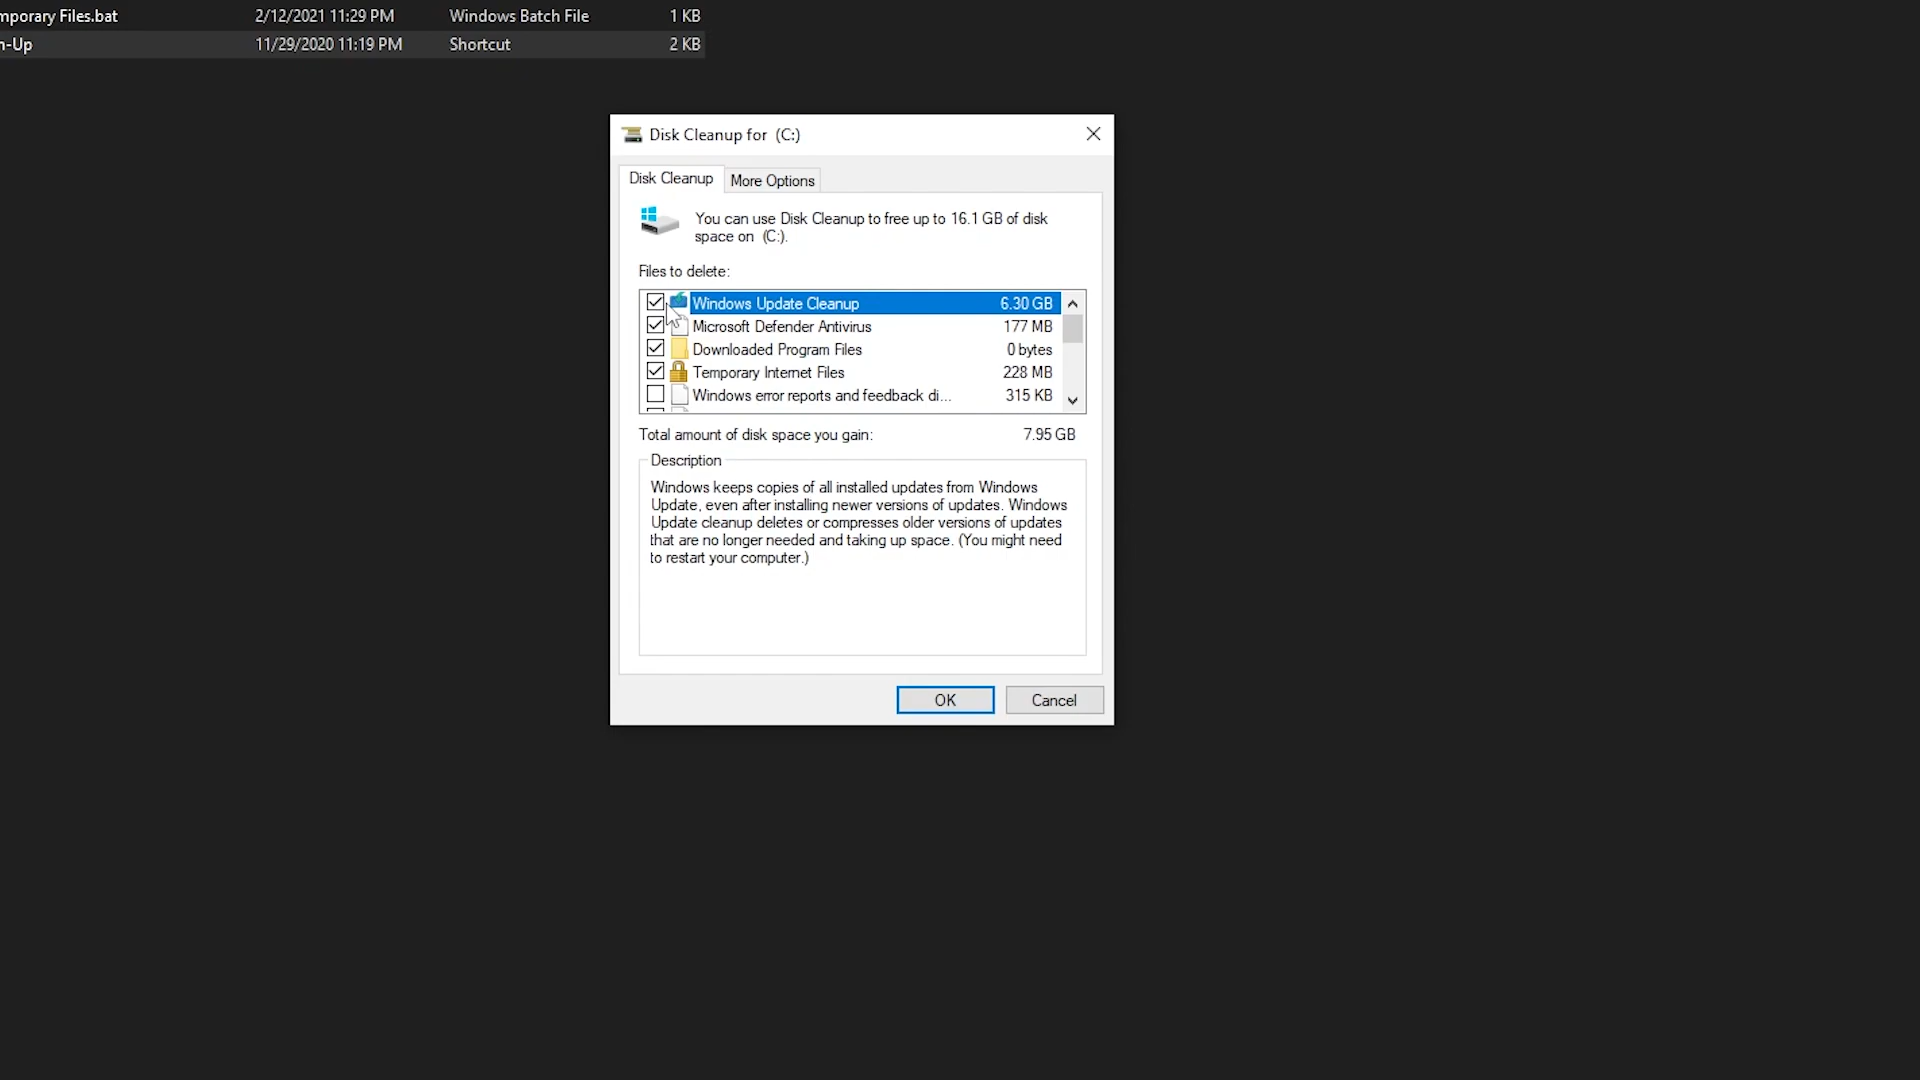 mporary Files.bat 2/12/2021 11:29 PM Windows Batch File 1 KB
n-Up 11/29/2020 11:19 PM Shortcut 2 KB
Disk Cleanup for (C:)
Disk Cleanup More Options
You can use Disk Cleanup to free up to 16.1 GB of disk
space on (C:).
Files to delete:
Windows Update Cleanup 6.30 GB
Microsoft Defender Antivirus 177 MB
Downloaded Program Files 0 bytes
Temporary Internet Files 228 MB
Windows error reports and feedback di... 315 KB
Total amount of disk space you gain: 7.95 GB
Description
Windows keeps copies of all installed updates from Windows
Update, even after installing newer versions of updates. Windows
Update cleanup deletes or compresses older versions of updates
that are no longer needed and taking up space. (You might need
to restart your computer.)
OK Cancel